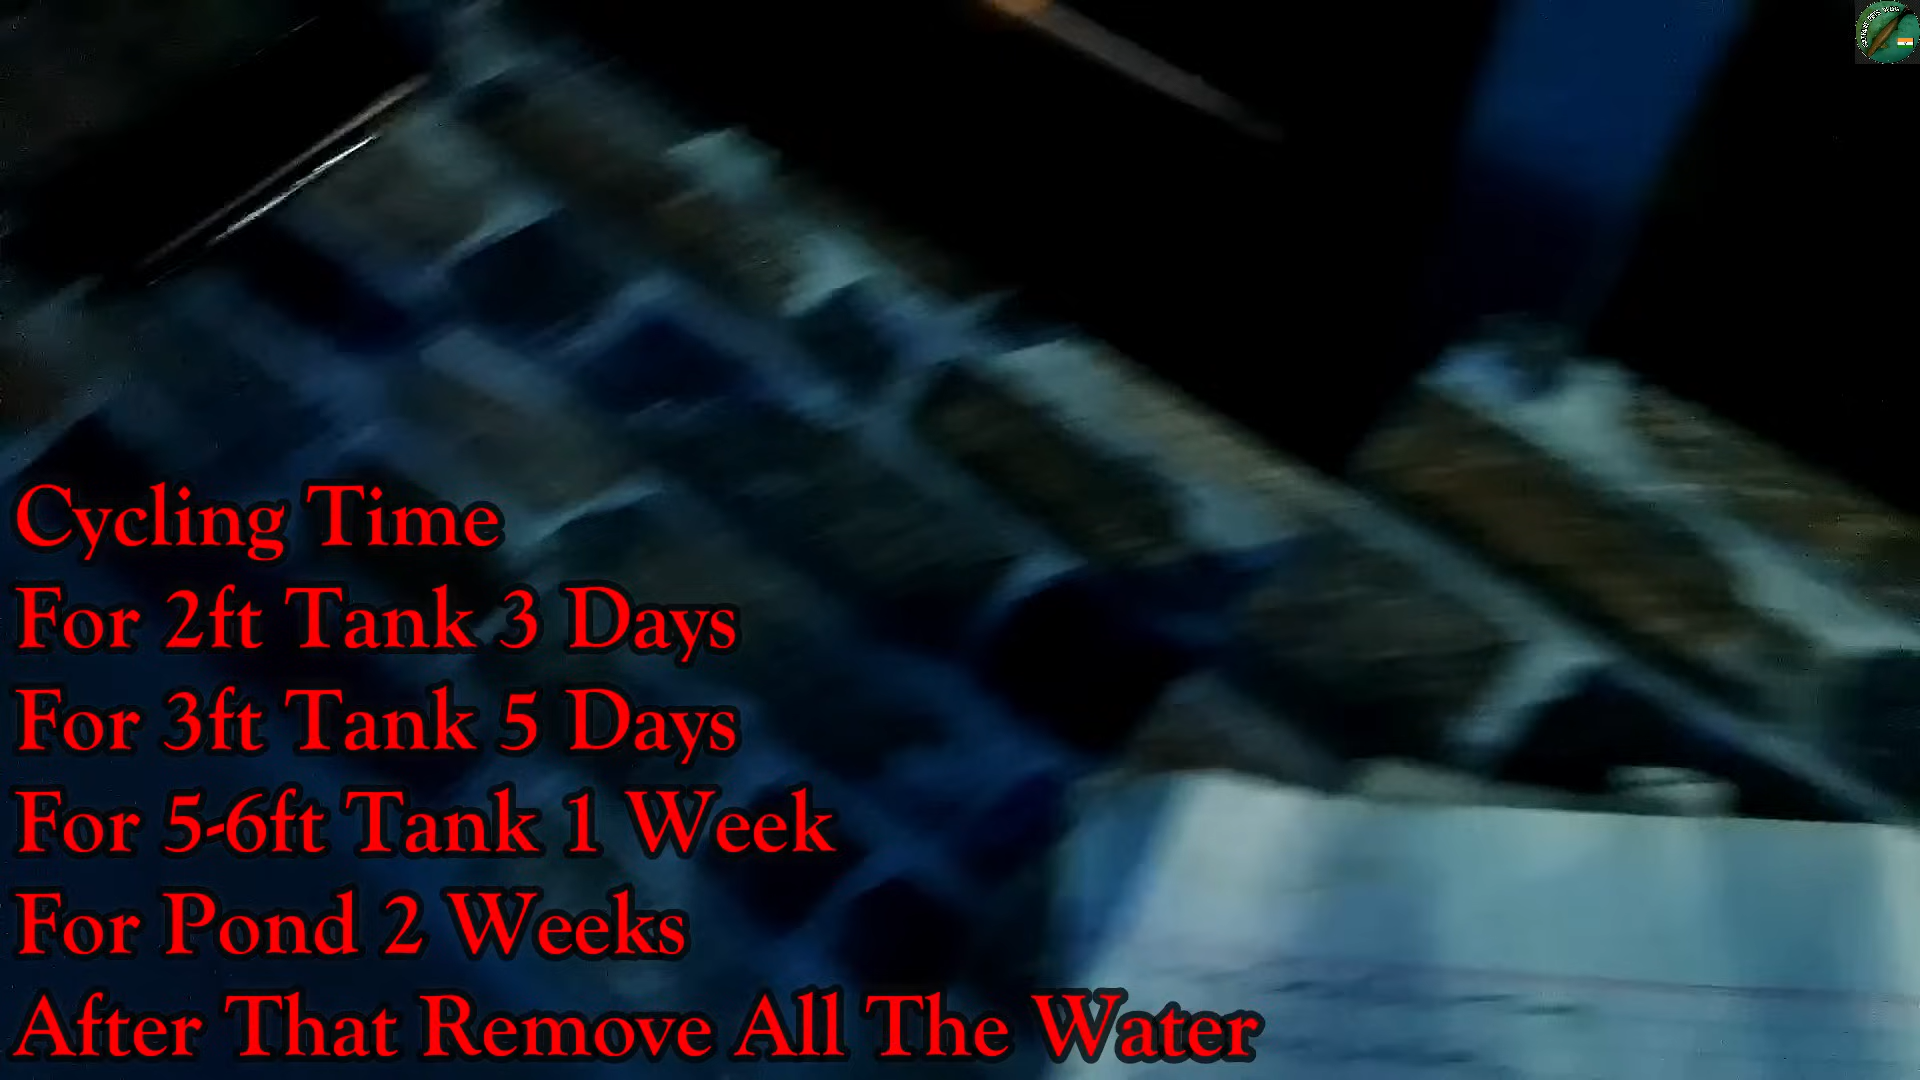 Cycling Time
For 2ft Tank 3 Days
For 3ft Tank 5 Days
For 5-6ft Tank 1 Week
For Pond 2 Weeks
After That Remove All The Water